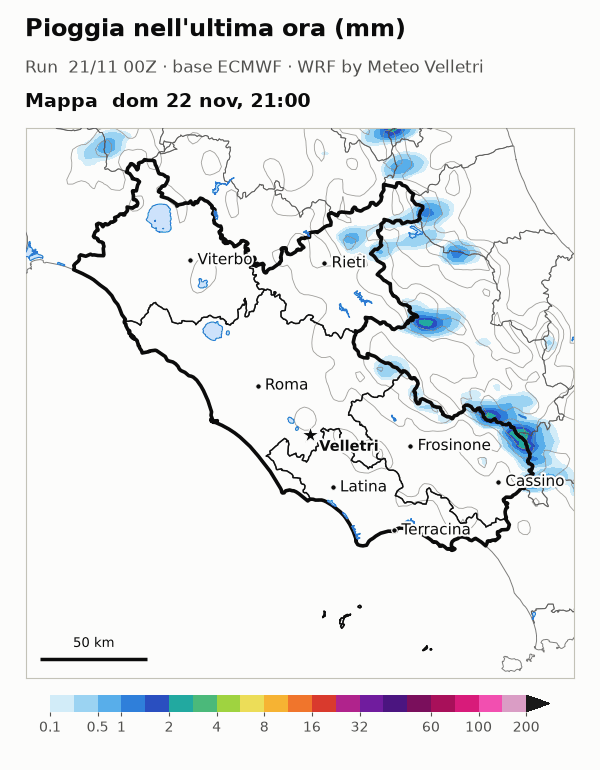 Pioggia nell'ultima ora (mm)
Run  21/11 00Z · base ECMWF · WRF by Meteo Velletri
Mappa  dom 22 nov, 21:00
Viterbo
Rieti
Roma
Velletri
Frosinone
Cassino
Latina
Terracina
50 km
0.1 0.5 1 2 4 8 16 32 60 100 200